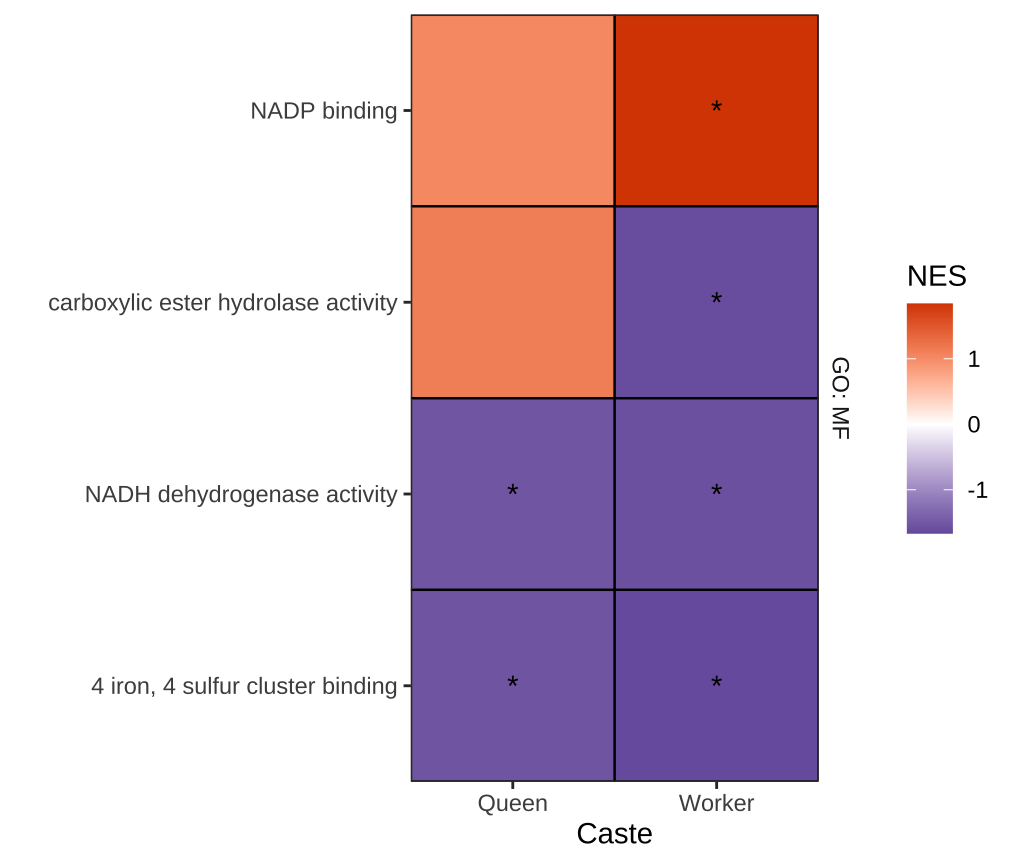 NADP binding
*
carboxylic ester hydrolase activity
*
NADH dehydrogenase activity
* *
4 iron, 4 sulfur cluster binding
* *
Queen Worker
Caste
GO: MF
NES
1
0
-1